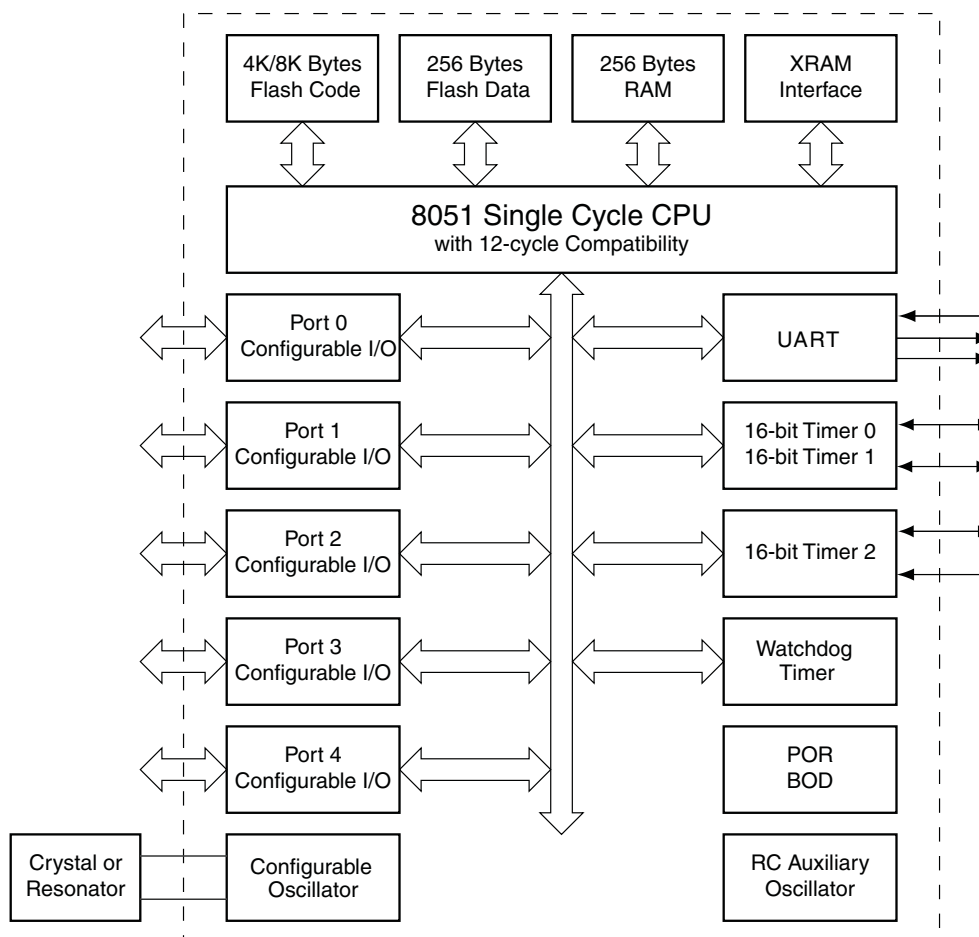 4K/8K Bytes
Flash Code
256 Bytes
Flash Data
256 Bytes
RAM
XRAM
Interface
8051 Single Cycle CPU
with 12-cycle Compatibility
Port 0
Configurable I/O
UART
Port 1
Configurable I/O
16-bit Timer 0
16-bit Timer 1
Port 2
Configurable I/O
16-bit Timer 2
Port 3
Configurable I/O
Watchdog
Timer
Port 4
Configurable I/O
POR
BOD
Crystal or
Resonator
Configurable
Oscillator
RC Auxiliary
Oscillator